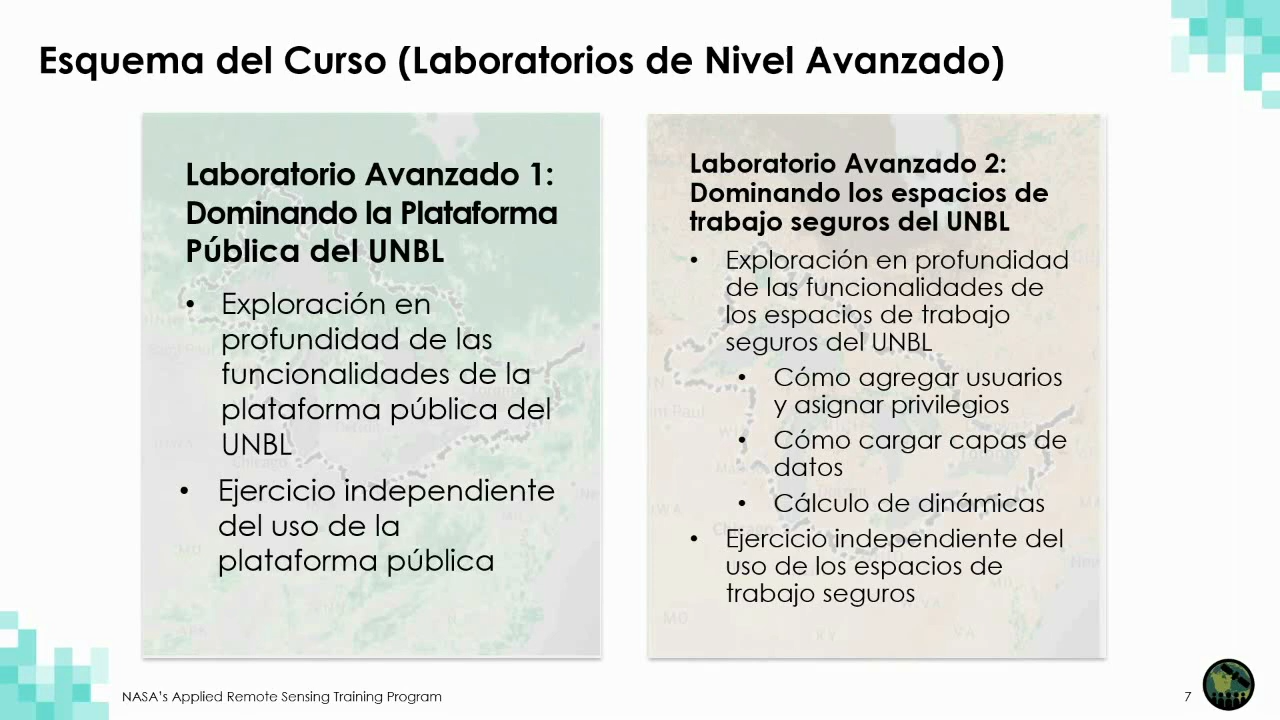 Esquema del Curso (Laboratorios de Nivel Avanzado)
Laboratorio Avanzado 1:
Dominando la Plataforma
Pública del UNBL
• Exploración en
profundidad de las
funcionalidades de la
plataforma pública del
UNBL
• Ejercicio independiente
del uso de la
plataforma pública
Laboratorio Avanzado 2:
Dominando los espacios de
trabajo seguros del UNBL
• Exploración en profundidad
de las funcionalidades de
los espacios de trabajo
seguros del UNBL
• Cómo agregar usuarios
y asignar privilegios
• Cómo cargar capas de
datos
• Cálculo de dinámicas
• Ejercicio independiente del
uso de los espacios de
trabajo seguros
NASA's Applied Remote Sensing Training Program
7